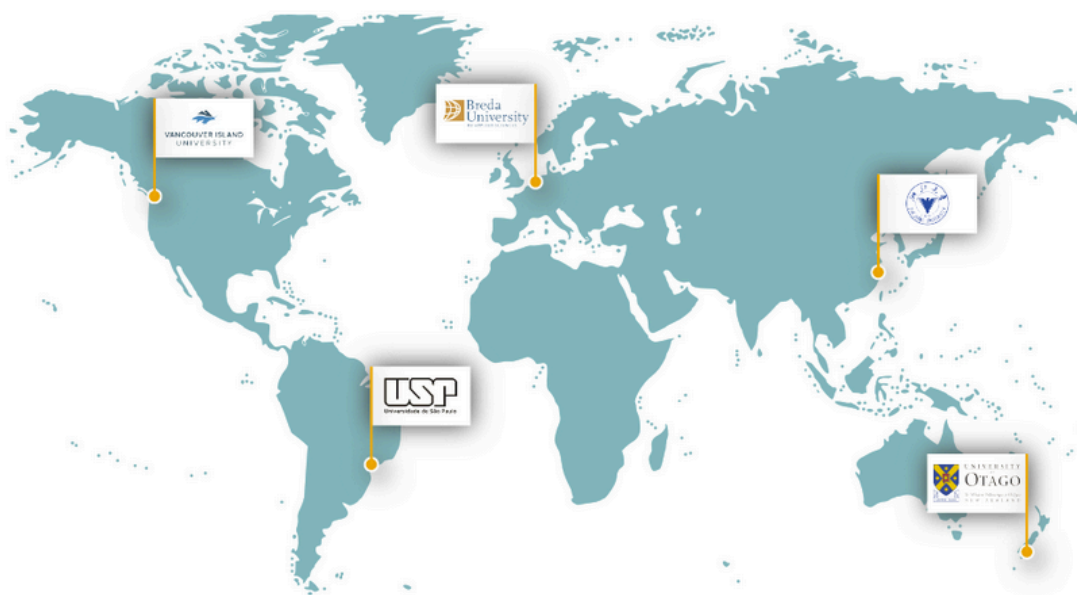 VANCOUVER ISLAND
UNIVERSITY
Breda
University
USP
Universidade de São Paulo
UNIVERSITY
OTAGO
NEW ZEALAND